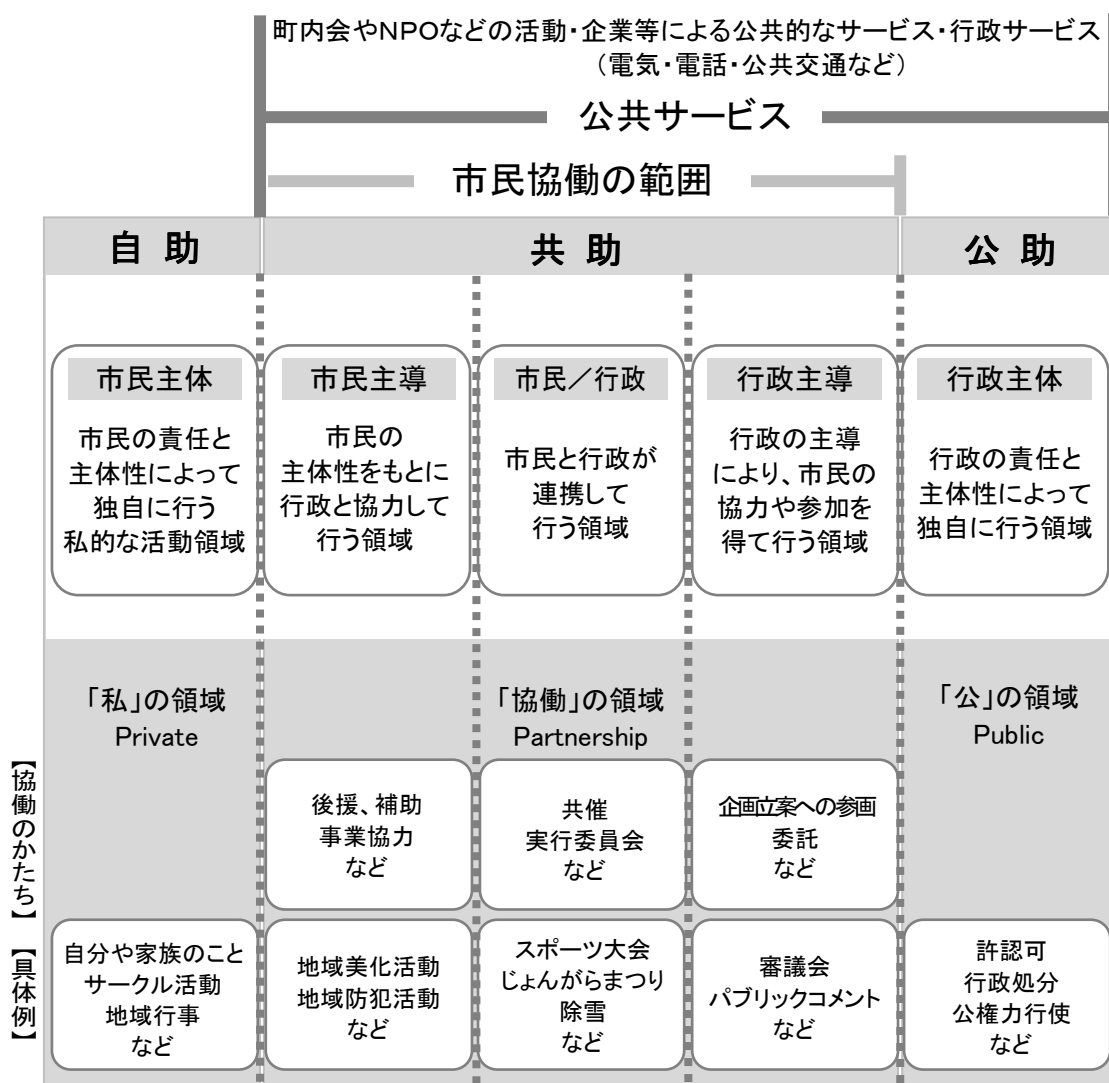 町内会やNPOなどの活動・企業等による公共的なサービス・行政サービス
（電気・電話・公共交通など）
公共サービス
市民協働の範囲
自 助
共 助
公 助
市民主体
市民の責任と
主体性によって
独自に行う
私的な活動領域
市民主導
市民の
主体性をもとに
行政と協力して
行う領域
市民／行政
市民と行政が
連携して
行う領域
行政主導
行政の主導
により、市民の
協力や参加を
得て行う領域
行政主体
行政の責任と
主体性によって
独自に行う領域
「私」の領域
Private
「協働」の領域
Partnership
「公」の領域
Public
【協働のかたち】
後援、補助
事業協力
など
共催
実行委員会
など
企画立案への参画
委託
など
【具体例】
自分や家族のこと
サークル活動
地域行事
など
地域美化活動
地域防犯活動
など
スポーツ大会
じょんがらまつり
除雪
など
審議会
パブリックコメント
など
許認可
行政処分
公権力行使
など